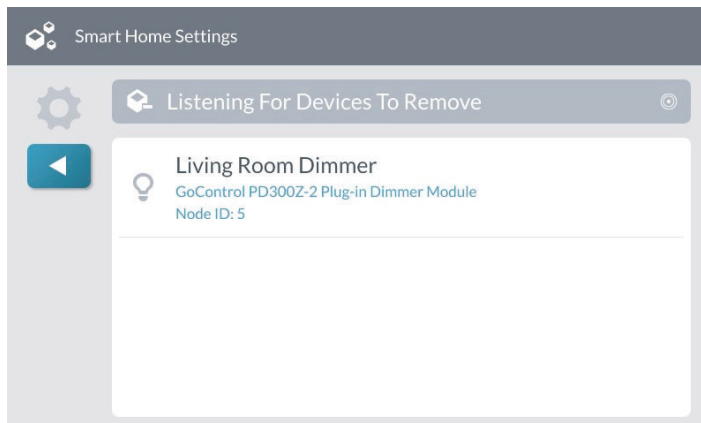 Smart Home Settings
Listening For Devices To Remove
Living Room Dimmer
GoControl PD300Z-2 Plug-in Dimmer Module
Node ID: 5